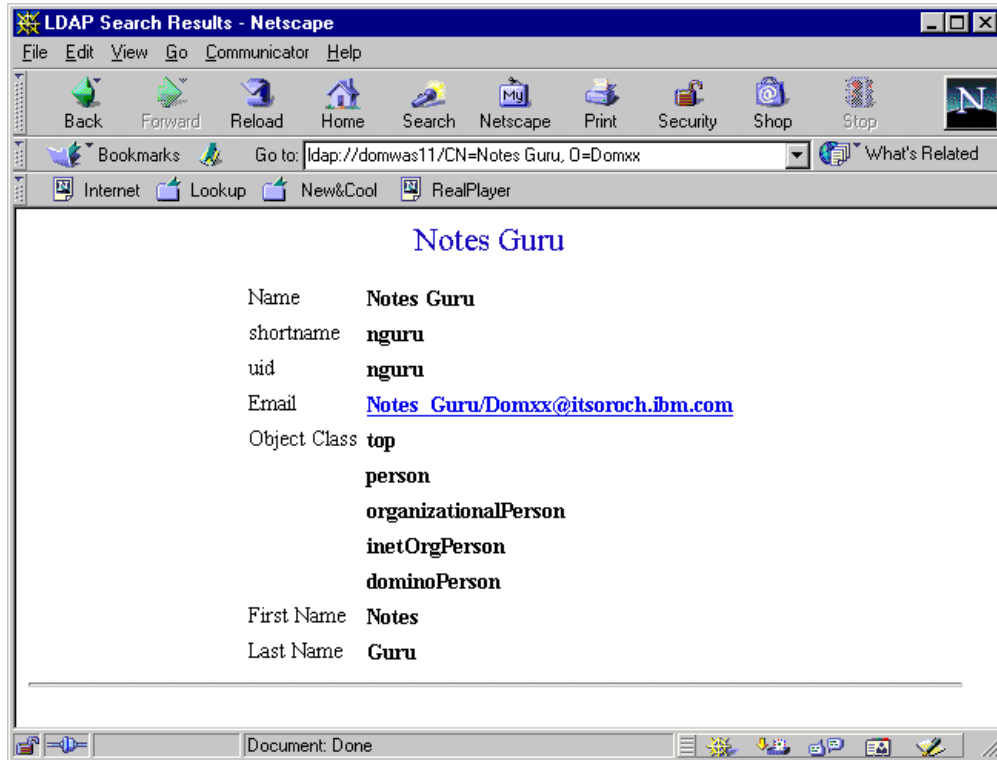 LDAP Search Results - Netscape
File Edit View Go Communicator Help
Back Forward Reload Home Search Netscape Print Security Shop Stop
My
N
Bookmarks Go to: ldap://domwas11/CN=Notes Guru, O=Domxx What's Related
Internet Lookup New&Cool RealPlayer
Notes Guru
Name Notes Guru
shortname nguru
uid nguru
Email Notes_Guru/Domxx@itsoroch.ibm.com
Object Class top
person
organizationalPerson
inetOrgPerson
dominoPerson
First Name Notes
Last Name Guru
Document: Done